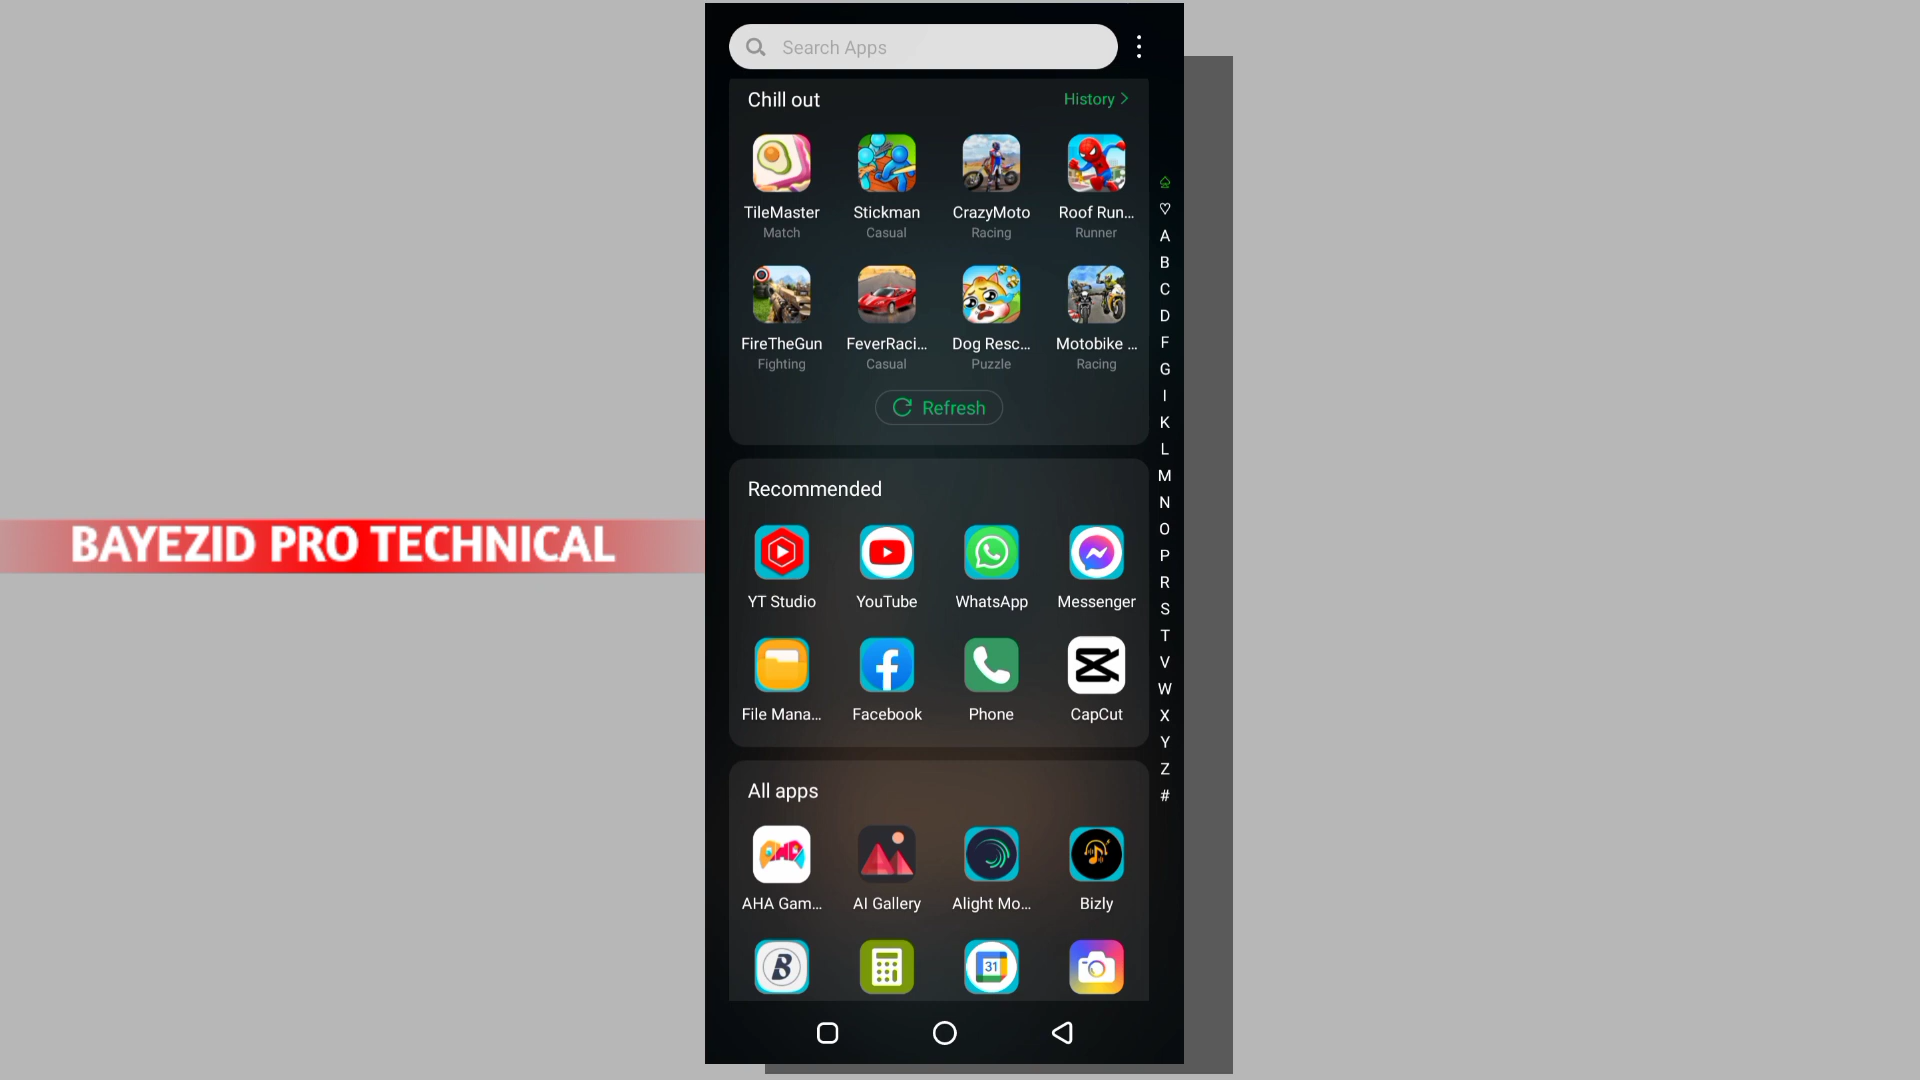 Search Apps
Chill out
History
TileMaster
Stickman
CrazyMoto
Roof Run...
Match
Casual
Racing
Runner
FireTheGun
FeverRaci...
Dog Resc...
Motobike ...
Fighting
Casual
Puzzle
Racing
Refresh
Recommended
YT Studio
YouTube
WhatsApp
Messenger
File Mana...
Facebook
Phone
CapCut
All apps
AHA Gam...
AI Gallery
Alight Mo...
Bizly
B
31
A
B
C
D
F
G
I
K
L
M
N
O
P
R
S
T
V
W
X
Y
Z
#
BAYEZID PRO TECHNICAL